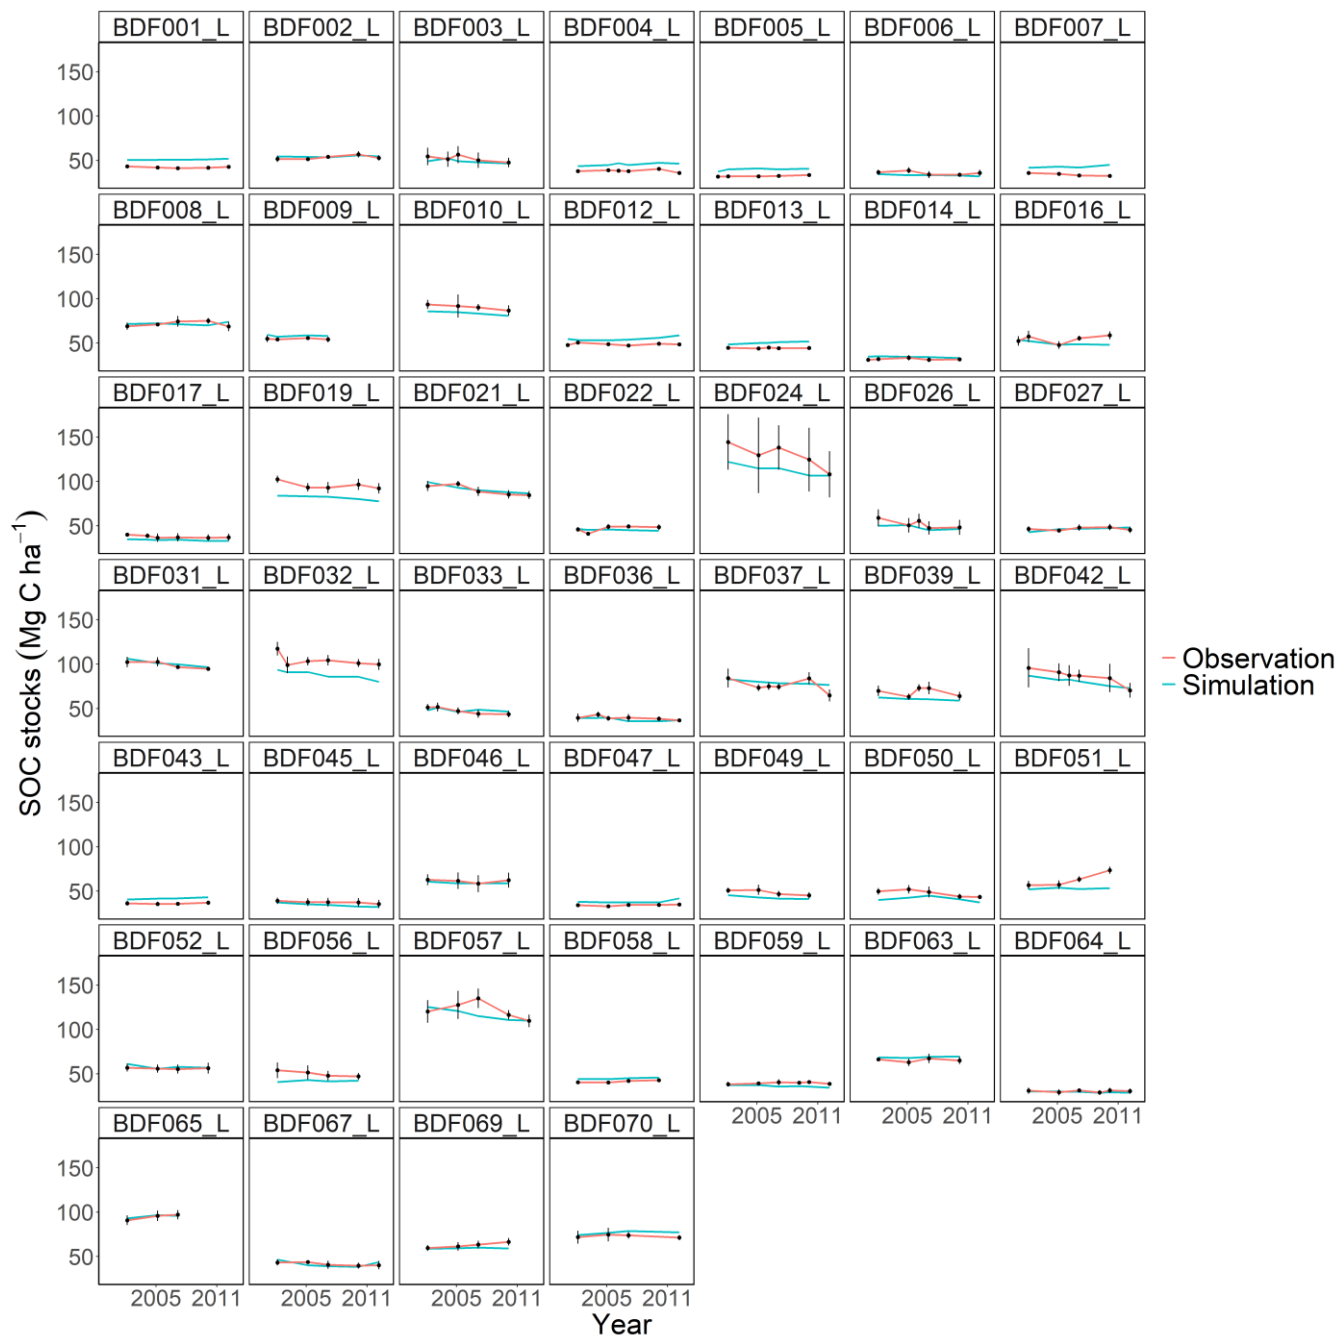 BDF001_L BDF002_L BDF003_L BDF004_L BDF005_L BDF006_L BDF007_L
150
100
50
BDF008_L BDF009_L BDF010_L BDF012_L BDF013_L BDF014_L BDF016_L
150
100
50
BDF017_L BDF019_L BDF021_L BDF022_L BDF024_L BDF026_L BDF027_L
150
100
50
BDF031_L BDF032_L BDF033_L BDF036_L BDF037_L BDF039_L BDF042_L
150
100
50
SOC stocks (Mg C ha⁻¹)
Observation
Simulation
BDF043_L BDF045_L BDF046_L BDF047_L BDF049_L BDF050_L BDF051_L
150
100
50
BDF052_L BDF056_L BDF057_L BDF058_L BDF059_L BDF063_L BDF064_L
150
100
50
2005 2011 2005 2011 2005 2011
BDF065_L BDF067_L BDF069_L BDF070_L
150
100
50
2005 2011 2005 2011 2005 2011 2005 2011
Year